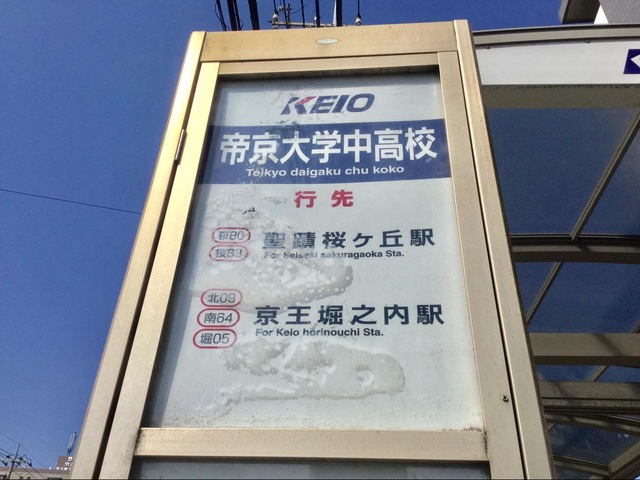 KEIO
帝京大学中高校
Teikyo daigaku chu koko
行先
桜80 聖蹟桜ヶ丘駅
桜93 For Seiseki sakuragaoka Sta.
北09
南64 京王堀之内駅
堀05 For Keio horinouchi Sta.